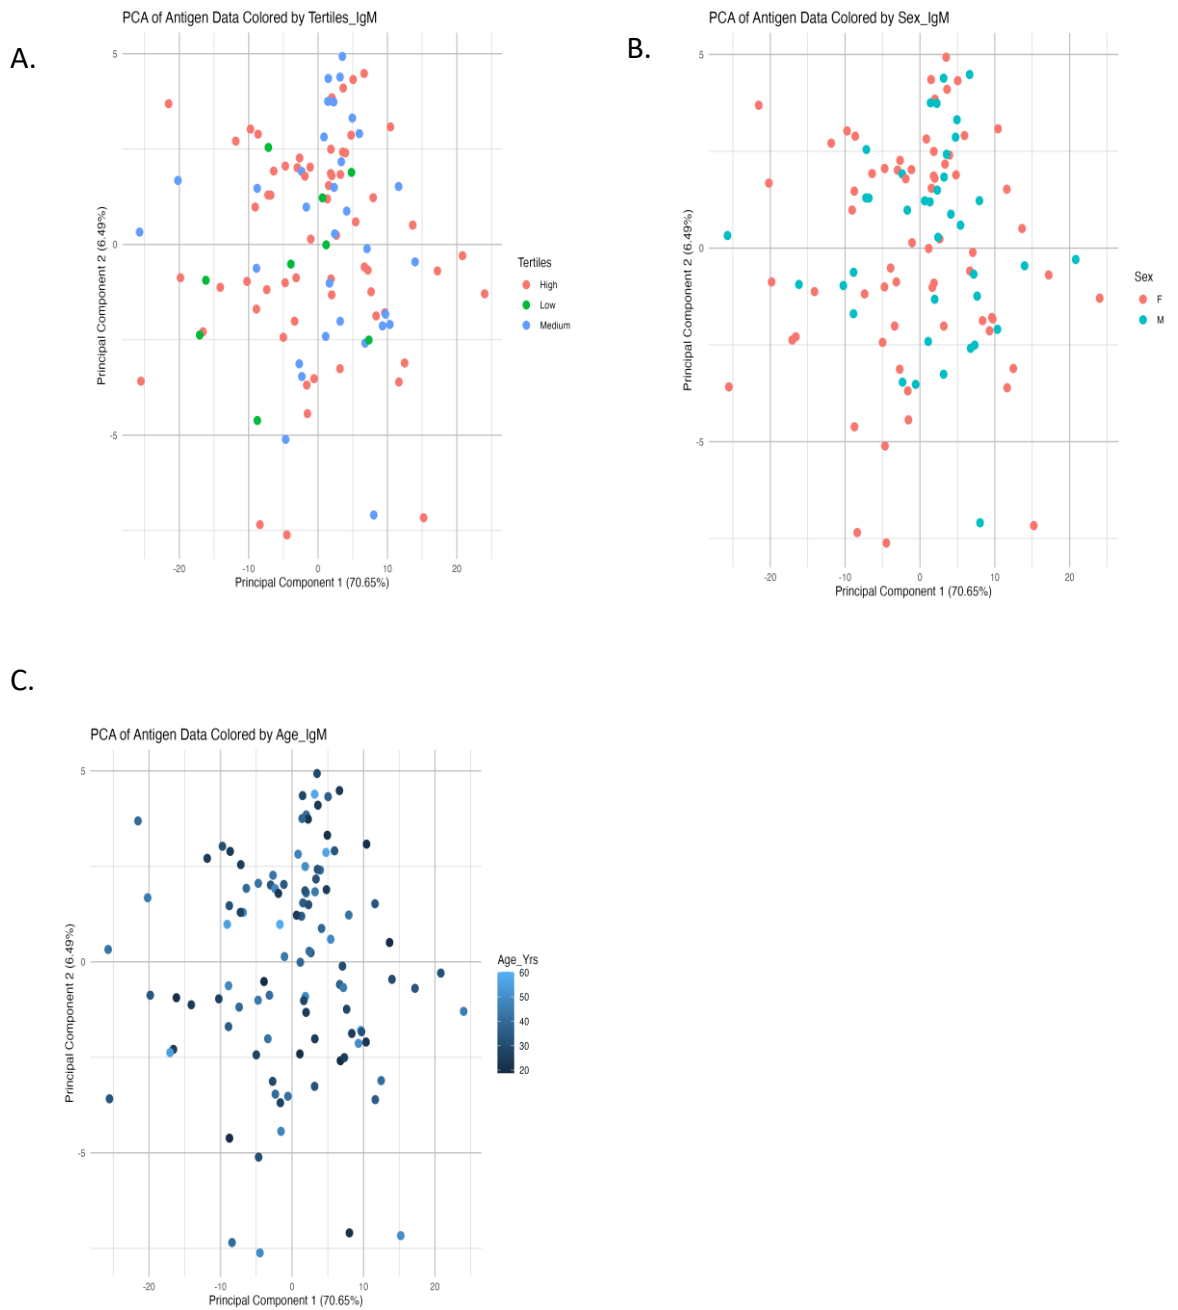 PCA of Antigen Data Colored by Tertiles_IgM
A.
5
0
-5
Principal Component 2 (6.49%)
-20
-10
0
10
20
Principal Component 1 (70.65%)
Tertiles
High
Low
Medium
PCA of Antigen Data Colored by Sex_IgM
B.
5
0
-5
Principal Component 2 (6.49%)
-20
-10
0
10
20
Principal Component 1 (70.65%)
Sex
F
M
C.
PCA of Antigen Data Colored by Age_IgM
5
0
-5
Principal Component 2 (6.49%)
-20
-10
0
10
20
Principal Component 1 (70.65%)
Age_Yrs
60
50
40
30
20